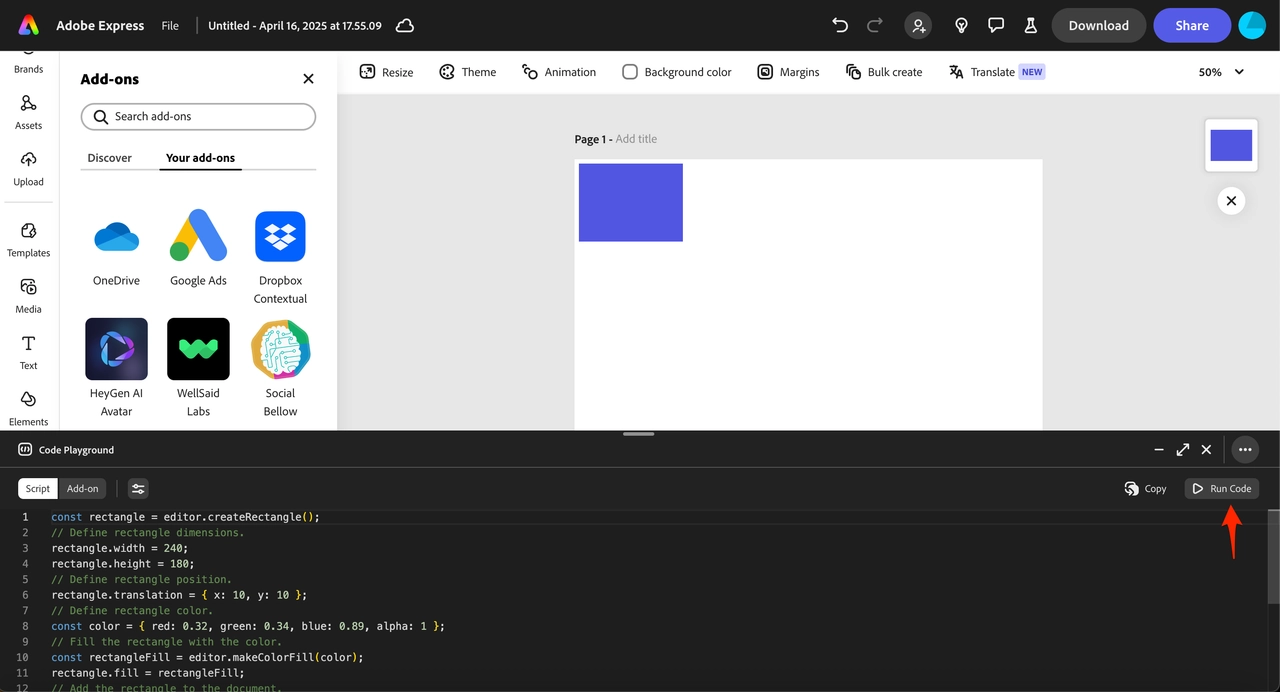 Adobe Express File Untitled - April 16, 2025 at 17.55.09 Download Share
Brands
Assets
Upload
Templates
Media
Text
Elements
Add-ons
Search add-ons
Discover Your add-ons
OneDrive Google Ads Dropbox
Contextual
HeyGen AI WellSaid Social
Avatar Labs Bellow
Resize Theme Animation Background color Margins Bulk create Translate NEW 50%
Page 1 - Add title
Code Playground
Script Add-on Copy Run Code
1 const rectangle = editor.createRectangle();
2 // Define rectangle dimensions.
3 rectangle.width = 240;
4 rectangle.height = 180;
5 // Define rectangle position.
6 rectangle.translation = { x: 10, y: 10 };
7 // Define rectangle color.
8 const color = { red: 0.32, green: 0.34, blue: 0.89, alpha: 1 };
9 // Fill the rectangle with the color.
10 const rectangleFill = editor.makeColorFill(color);
11 rectangle.fill = rectangleFill;
12 // Add the rectangle to the document.